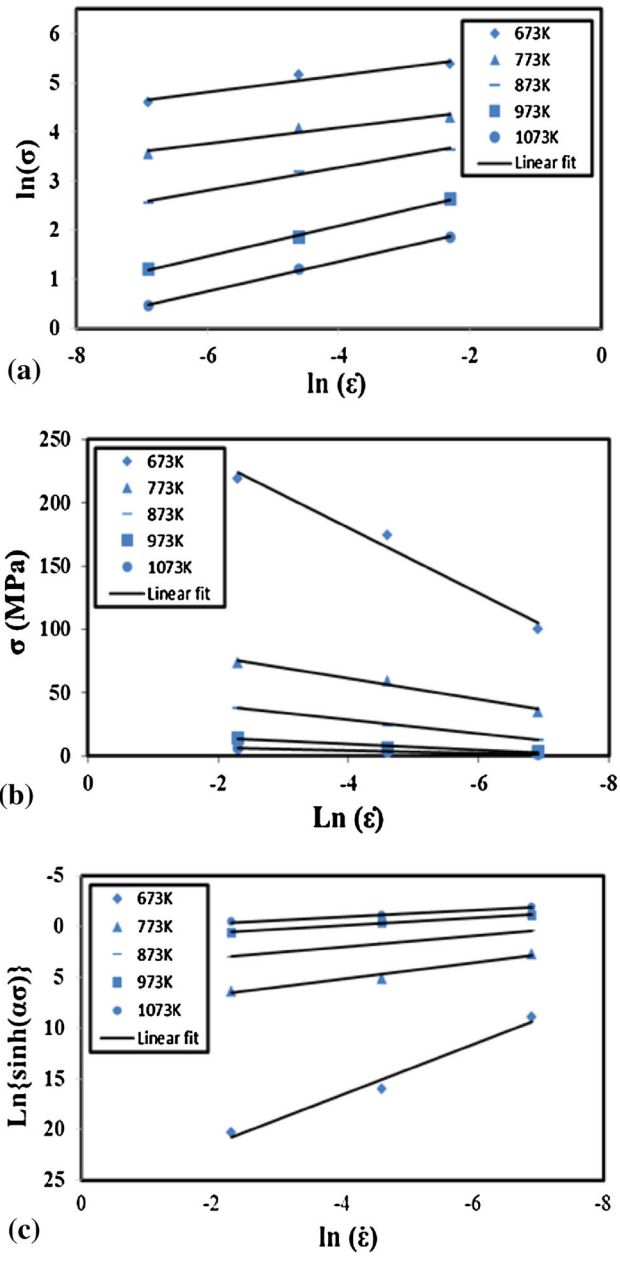 6
5
4
3
2
1
0
ln(σ)
673K
773K
873K
973K
1073K
Linear fit
-8
-6
-4
-2
0
ln (ε̇)
(a)
250
200
150
100
50
0
σ (MPa)
673K
773K
873K
973K
1073K
Linear fit
0
-2
-4
-6
-8
Ln (ε̇)
(b)
-5
0
5
10
15
20
25
Ln{sinh(ασ)}
673K
773K
873K
973K
1073K
Linear fit
0
-2
-4
-6
-8
ln (ε̇)
(c)